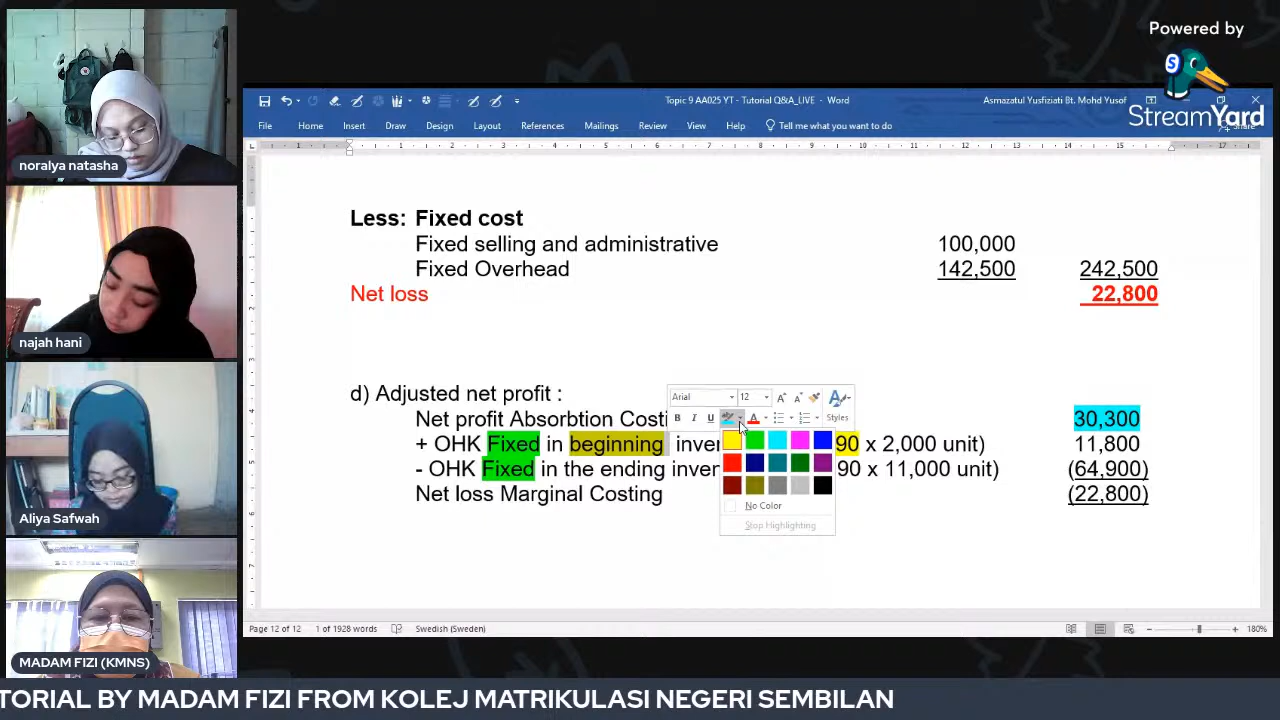 Powered by
StreamYard
noralya natasha
najah hani
Aliya Safwah
MADAM FIZI (KMNS)
Topic 9 AA025 YT - Tutorial Q&A_LIVE - Word
Asmazatul Yusfiziati Bt. Mohd Yusof
File Home Insert Draw Design Layout References Mailings Review View Help Tell me what you want to do
Less: Fixed cost
Fixed selling and administrative 100,000
Fixed Overhead 142,500 242,500
Net loss 22,800
d) Adjusted net profit :
Net profit Absorbtion Costi 30,300
+ OHK Fixed in beginning inven 90 x 2,000 unit) 11,800
- OHK Fixed in the ending inven 90 x 11,000 unit) (64,900)
Net loss Marginal Costing (22,800)
Arial 12
B I U A Styles
No Color
Stop Highlighting
Page 12 of 12 1 of 1928 words Swedish (Sweden) 180%
TORIAL BY MADAM FIZI FROM KOLEJ MATRIKULASI NEGERI SEMBILAN